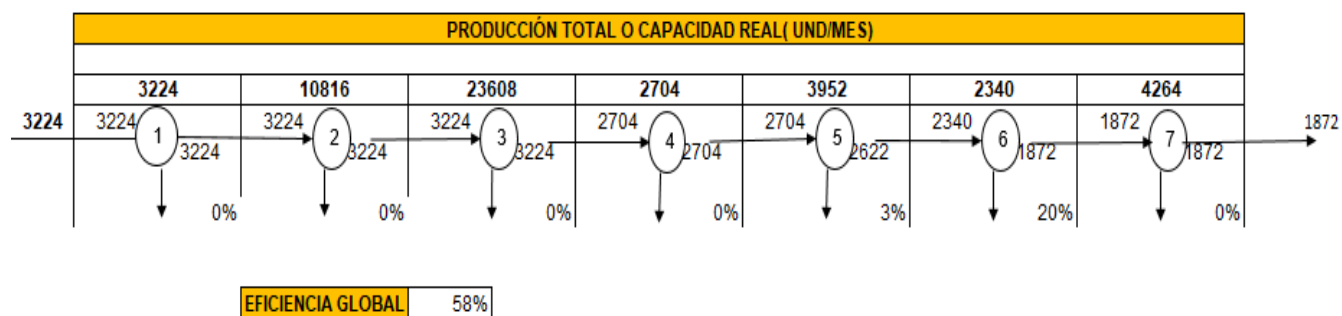 PRODUCCIÓN TOTAL O CAPACIDAD REAL( UND/MES)
3224 10816 23608 2704 3952 2340 4264
3224 3224 1 3224 2 3224 3 2704 4 2704 5 2340 6 1872 7 1872
3224 3224 3224 2704 2622 1872 1872
0% 0% 0% 0% 3% 20% 0%
EFICIENCIA GLOBAL 58%